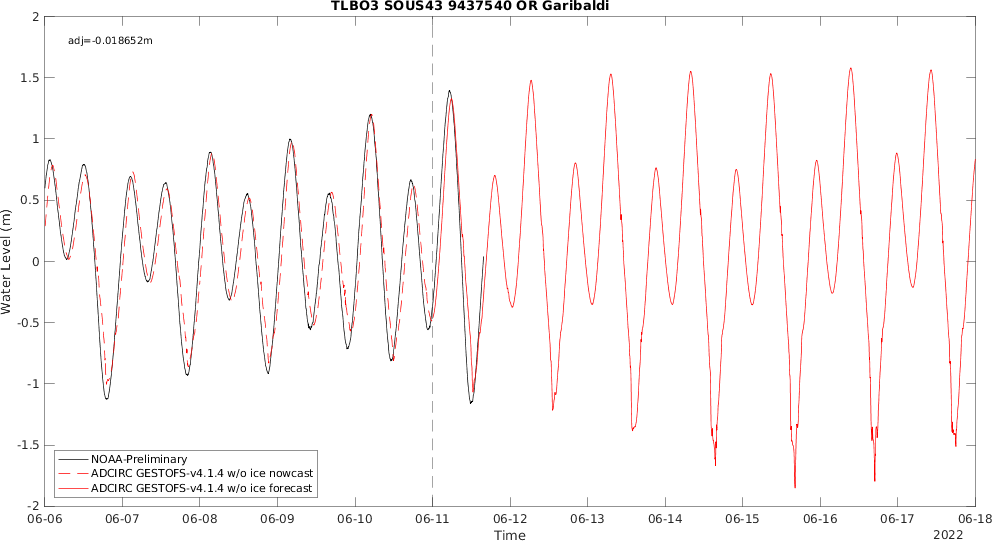 TLBO3 SOUS43 9437540 OR Garibaldi
adj=-0.018652m
2
1.5
1
0.5
0
-0.5
-1
-1.5
-2
Water Level (m)
NOAA-Preliminary
ADCIRC GESTOFS-v4.1.4 w/o ice nowcast
ADCIRC GESTOFS-v4.1.4 w/o ice forecast
06-06 06-07 06-08 06-09 06-10 06-11 06-12 06-13 06-14 06-15 06-16 06-17 06-18
Time
2022